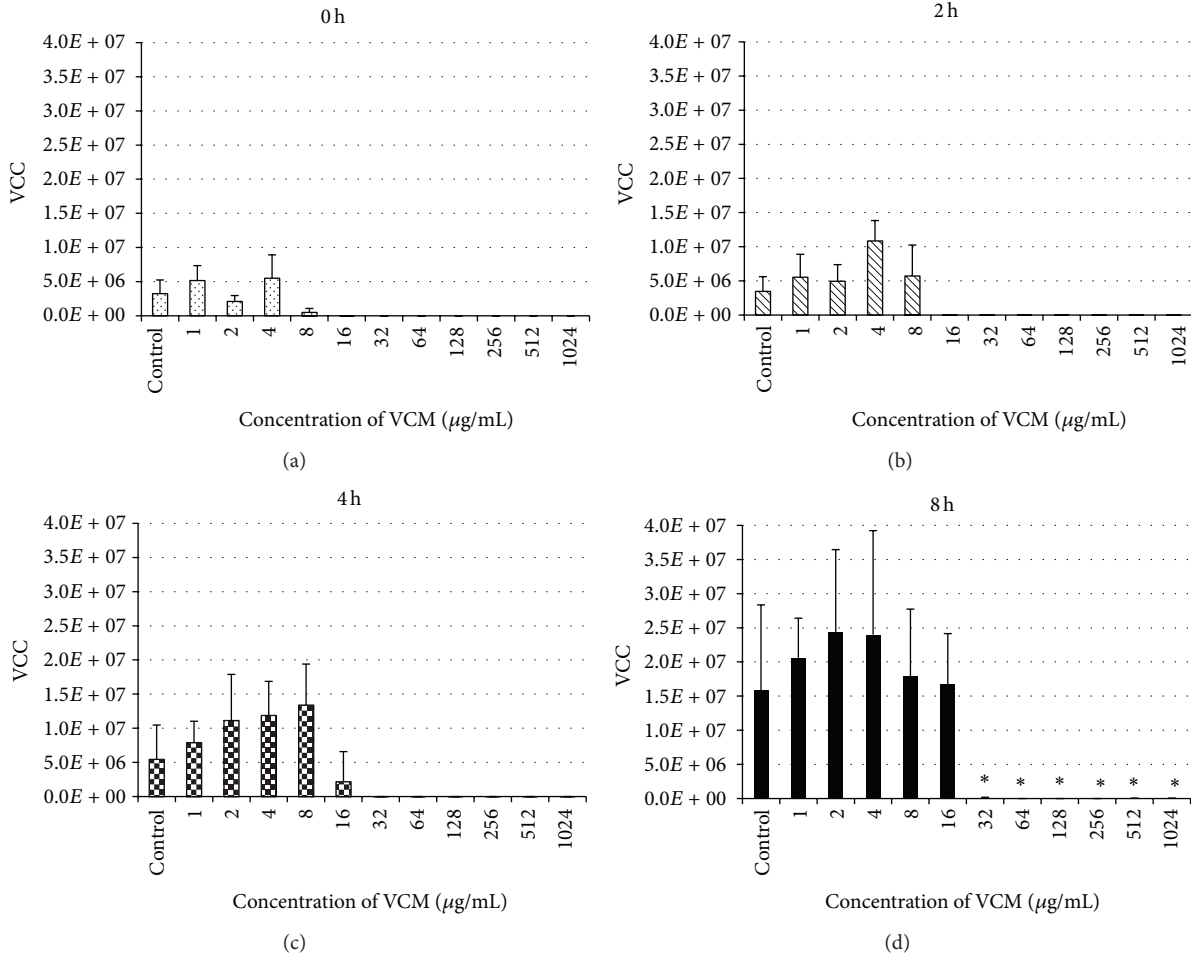 0 h
4.0E + 07
3.5E + 07
3.0E + 07
2.5E + 07
2.0E + 07
1.5E + 07
1.0E + 07
5.0E + 06
0.0E + 00
VCC
Control 1 2 4 8 16 32 64 128 256 512 1024
Concentration of VCM (μg/mL)
(a)
2 h
4.0E + 07
3.5E + 07
3.0E + 07
2.5E + 07
2.0E + 07
1.5E + 07
1.0E + 07
5.0E + 06
0.0E + 00
VCC
Control 1 2 4 8 16 32 64 128 256 512 1024
Concentration of VCM (μg/mL)
(b)
4 h
4.0E + 07
3.5E + 07
3.0E + 07
2.5E + 07
2.0E + 07
1.5E + 07
1.0E + 07
5.0E + 06
0.0E + 00
VCC
Control 1 2 4 8 16 32 64 128 256 512 1024
Concentration of VCM (μg/mL)
(c)
8 h
4.0E + 07
3.5E + 07
3.0E + 07
2.5E + 07
2.0E + 07
1.5E + 07
1.0E + 07
5.0E + 06
0.0E + 00
VCC
* * * * * *
Control 1 2 4 8 16 32 64 128 256 512 1024
Concentration of VCM (μg/mL)
(d)